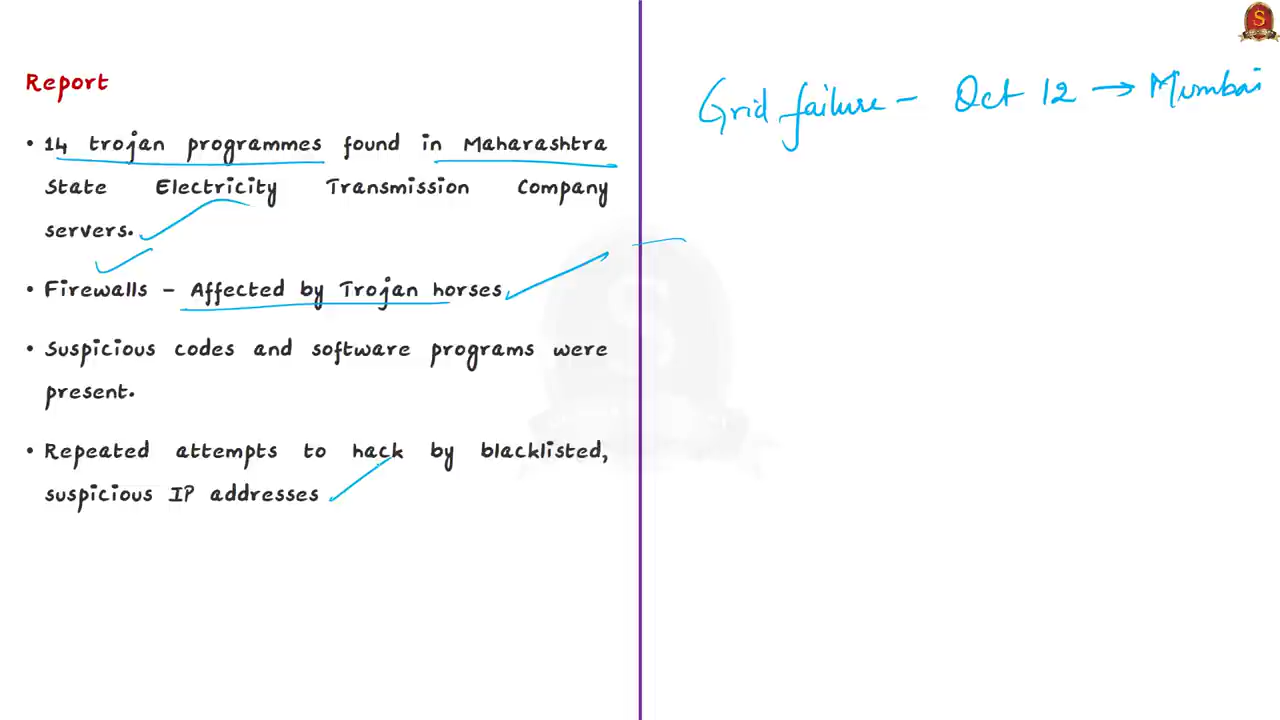 Report
• 14 trojan programmes found in Maharashtra
State Electricity Transmission Company
servers.
• Firewalls - Affected by Trojan horses
• Suspicious codes and software programs were
present.
• Repeated attempts to hack by blacklisted,
suspicious IP addresses
Grid failure - Oct 12 → Mumbai
S